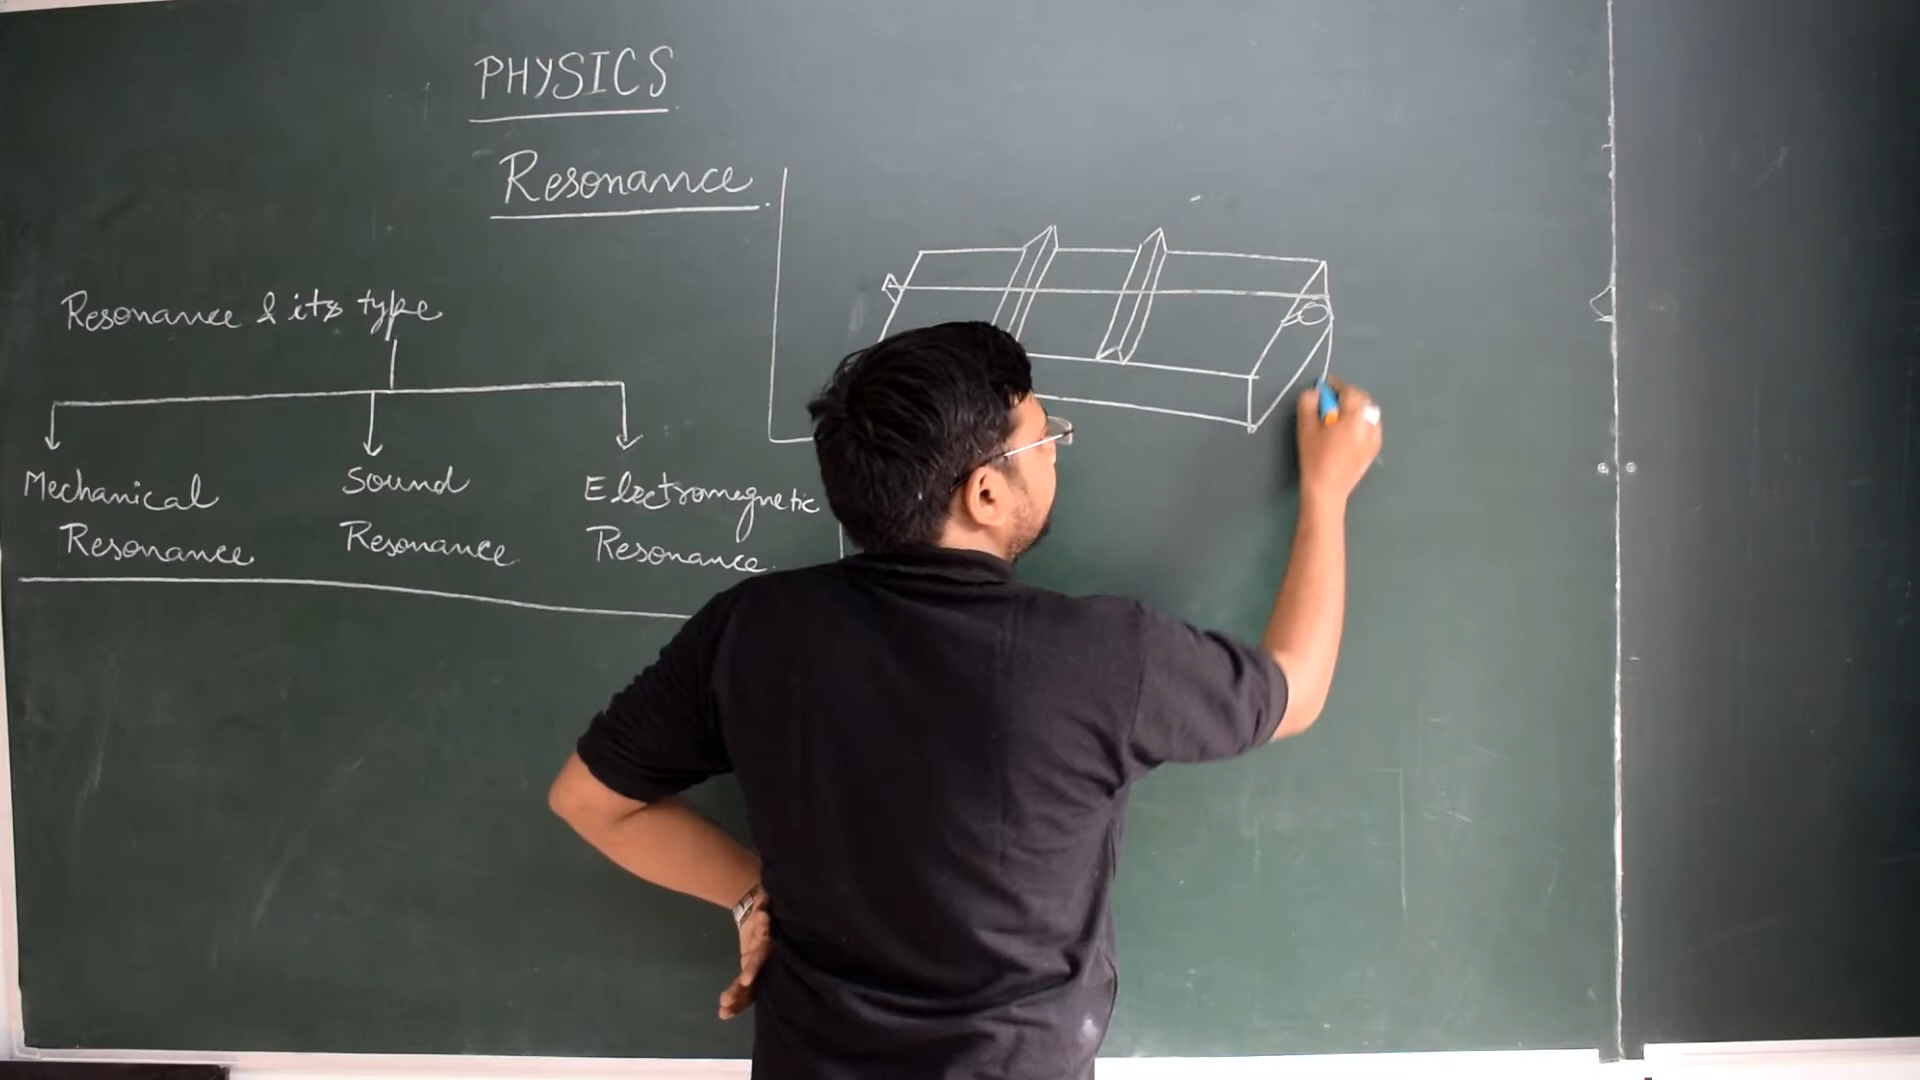 PHYSICS
Resonance
Resonance & its type
Mechanical Resonance
Sound Resonance
Electromagnetic Resonance